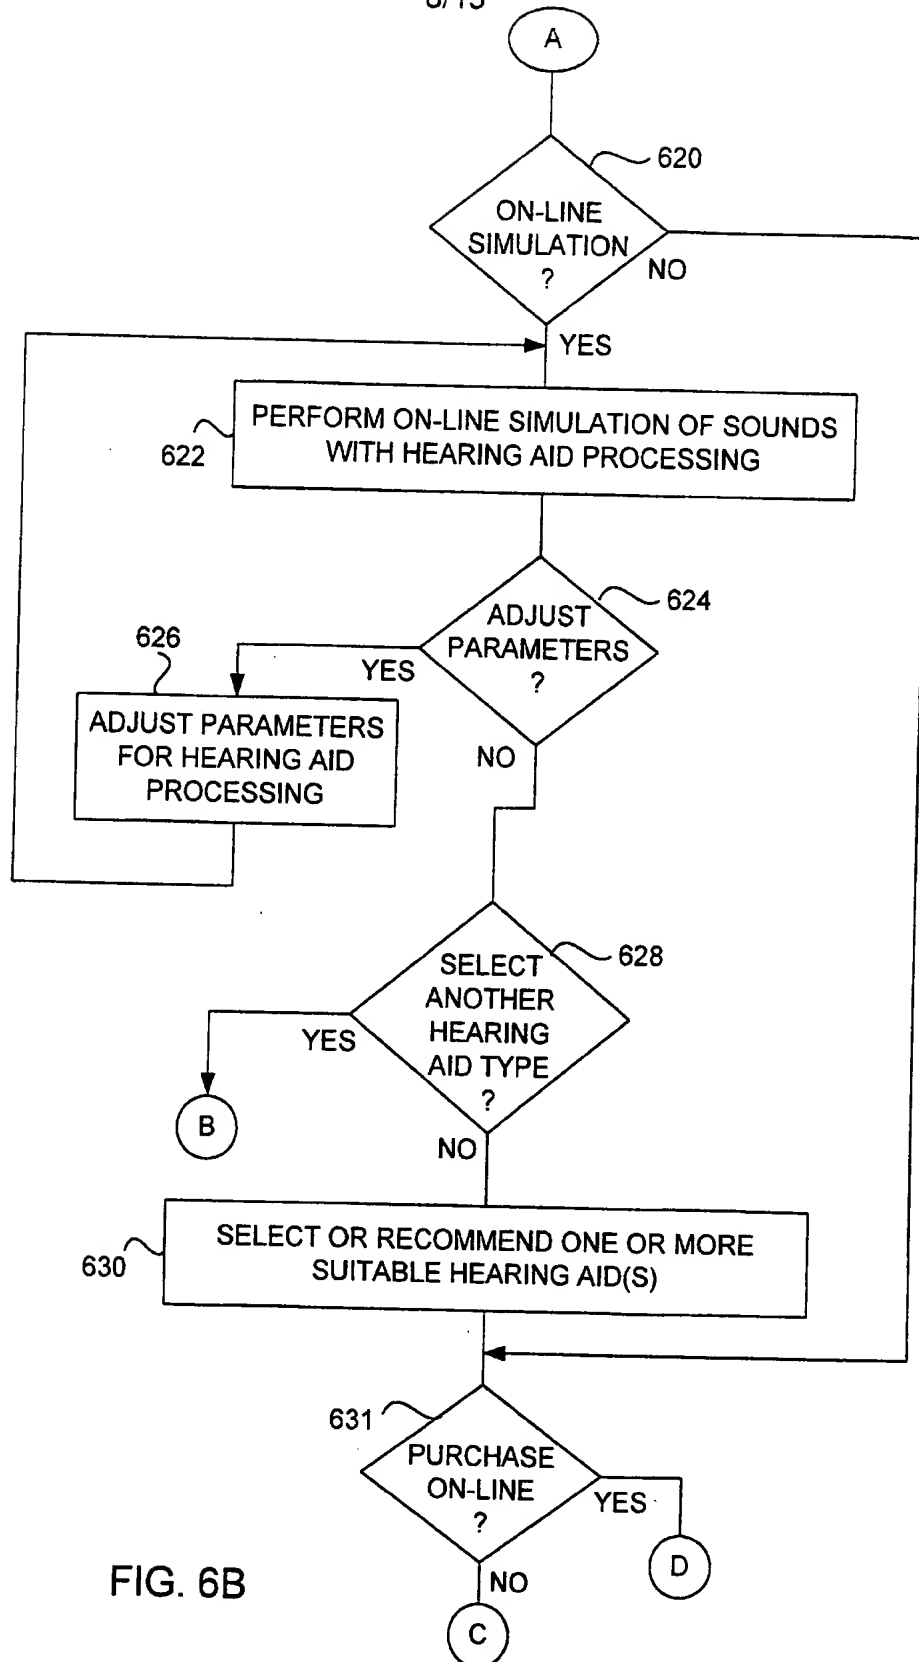 A
620
ON-LINE
SIMULATION
?
NO
YES
PERFORM ON-LINE SIMULATION OF SOUNDS
WITH HEARING AID PROCESSING
622
624
ADJUST
PARAMETERS
?
YES
626
ADJUST PARAMETERS
FOR HEARING AID
PROCESSING
NO
628
SELECT
ANOTHER
HEARING
AID TYPE
?
YES
B
NO
SELECT OR RECOMMEND ONE OR MORE
SUITABLE HEARING AID(S)
630
631
PURCHASE
ON-LINE
?
YES
D
NO
C
FIG. 6B